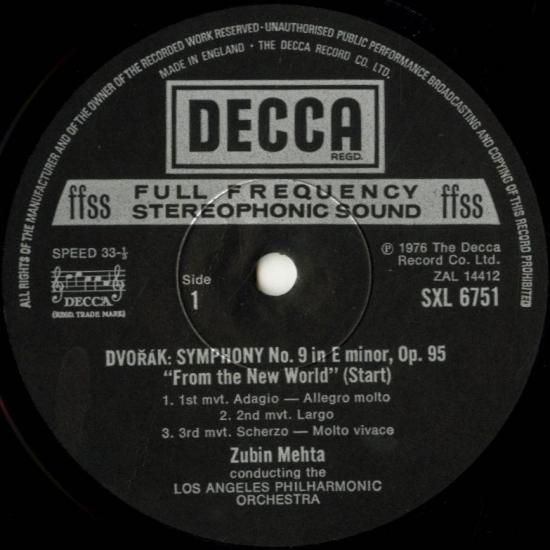 ALL RIGHTS OF THE MANUFACTURER AND OF THE OWNER OF THE RECORDED WORK RESERVED · UNAUTHORISED PUBLIC PERFORMANCE BROADCASTING AND COPYING OF THIS RECORD PROHIBITED
MADE IN ENGLAND · THE DECCA RECORD CO. LTD.
DECCA
REGD.
ffss FULL FREQUENCY ffss
STEREOPHONIC SOUND
SPEED 33-⅓
DECCA
(REGD. TRADE MARK)
Side
1
℗ 1976 The Decca
Record Co. Ltd.
ZAL 14412
SXL 6751
DVOŘÁK: SYMPHONY No. 9 in E minor, Op. 95
"From the New World" (Start)
1. 1st mvt. Adagio — Allegro molto
2. 2nd mvt. Largo
3. 3rd mvt. Scherzo — Molto vivace
Zubin Mehta
conducting the
LOS ANGELES PHILHARMONIC
ORCHESTRA